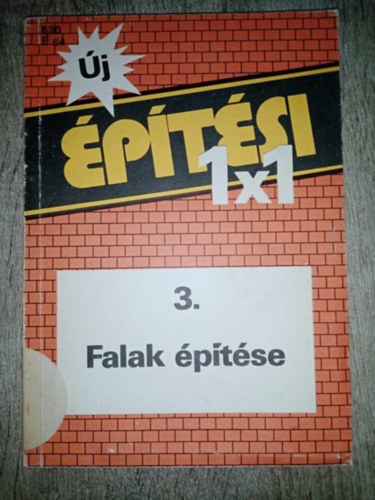 Új
ÉPÍTÉSI
1x1
3.
Falak építése